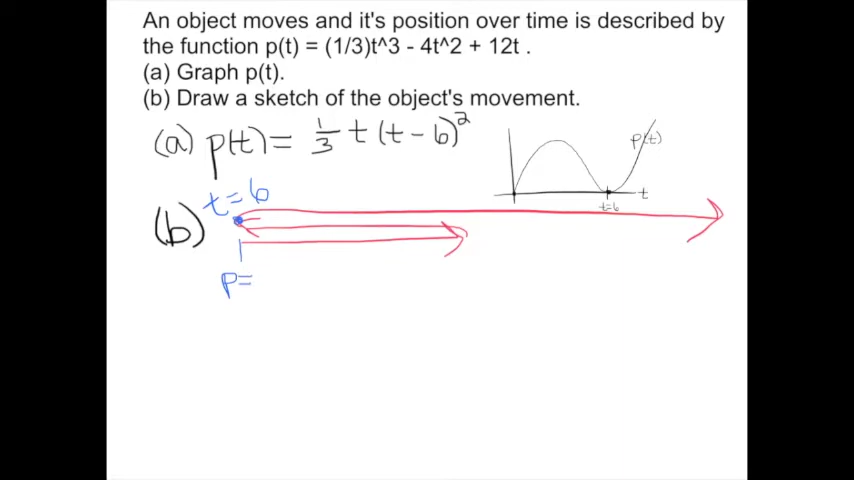 An object moves and it's position over time is described by
the function p(t) = (1/3)t^3 - 4t^2 + 12t .
(a) Graph p(t).
(b) Draw a sketch of the object's movement.
(a) p(t) = 1/3 t (t - 6)^2
p(t)
t
t=6
t = 6
(b)
p=